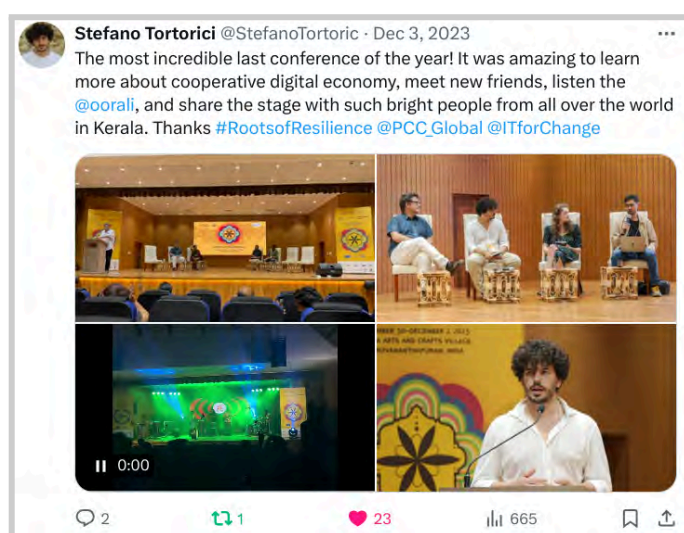 Stefano Tortorici @StefanoTortoric · Dec 3, 2023
The most incredible last conference of the year! It was amazing to learn
more about cooperative digital economy, meet new friends, listen the
@oorali, and share the stage with such bright people from all over the world
in Kerala. Thanks #RootsofResilience @PCC_Global @ITforChange
0:00
2 1 23 665